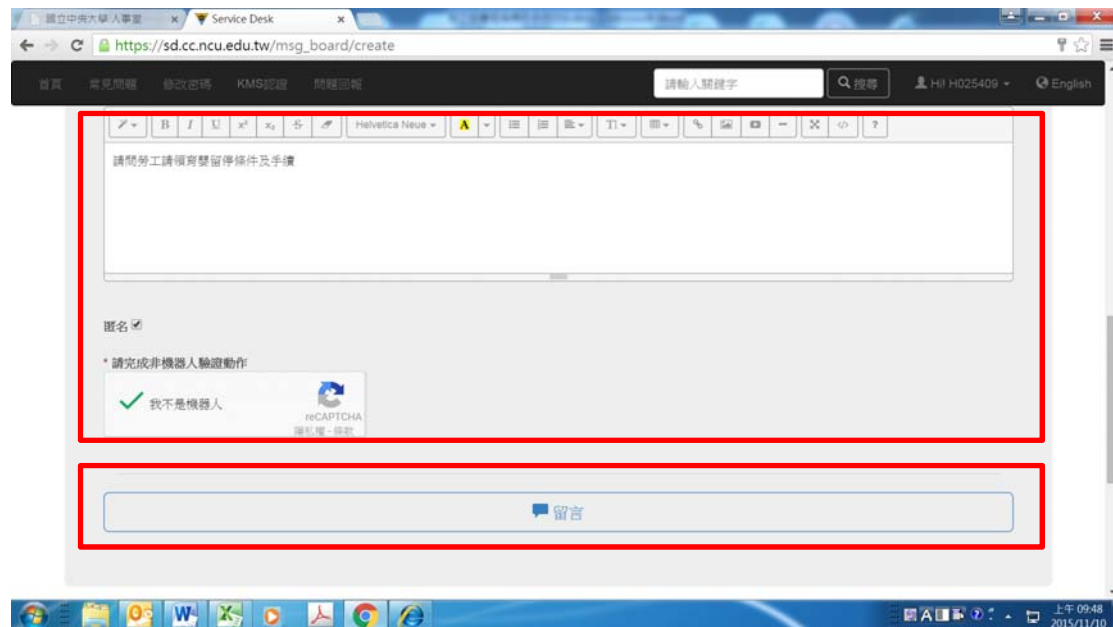 國立中央大學 人事室
Service Desk
https://sd.cc.ncu.edu.tw/msg_board/create
首頁 常見問題 修改密碼 KMS認證 問題回報 請輸入關鍵字 搜尋 Hi! H025409 English
B I U x² x₂ S Helvetica Neue A T1 ?
請問勞工請領育嬰留停條件及手續
匿名
* 請完成非機器人驗證動作
我不是機器人
reCAPTCHA
隱私權 - 條款
留言
上午 09:48
2015/11/10